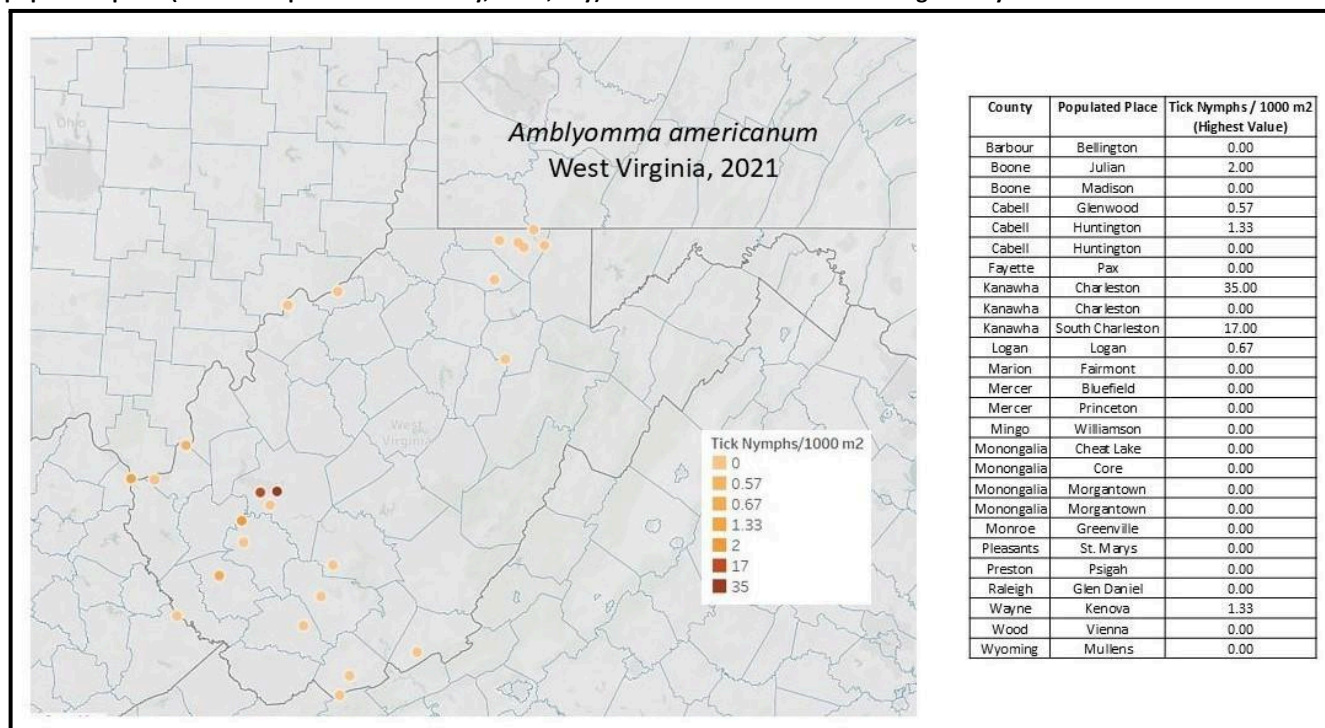 Amblyomma americanum
West Virginia, 2021
Ohio
West
Virginia
Tick Nymphs/1000 m2
0
0.57
0.67
1.33
2
17
35
County Populated Place Tick Nymphs / 1000 m2
(Highest Value)
Barbour Bellington 0.00
Boone Julian 2.00
Boone Madison 0.00
Cabell Glenwood 0.57
Cabell Huntington 1.33
Cabell Huntington 0.00
Fayette Pax 0.00
Kanawha Charleston 35.00
Kanawha Charleston 0.00
Kanawha South Charleston 17.00
Logan Logan 0.67
Marion Fairmont 0.00
Mercer Bluefield 0.00
Mercer Princeton 0.00
Mingo Williamson 0.00
Monongalia Cheat Lake 0.00
Monongalia Core 0.00
Monongalia Morgantown 0.00
Monongalia Morgantown 0.00
Monroe Greenville 0.00
Pleasants St. Marys 0.00
Preston Psigah 0.00
Raleigh Glen Daniel 0.00
Wayne Kenova 1.33
Wood Vienna 0.00
Wyoming Mullens 0.00